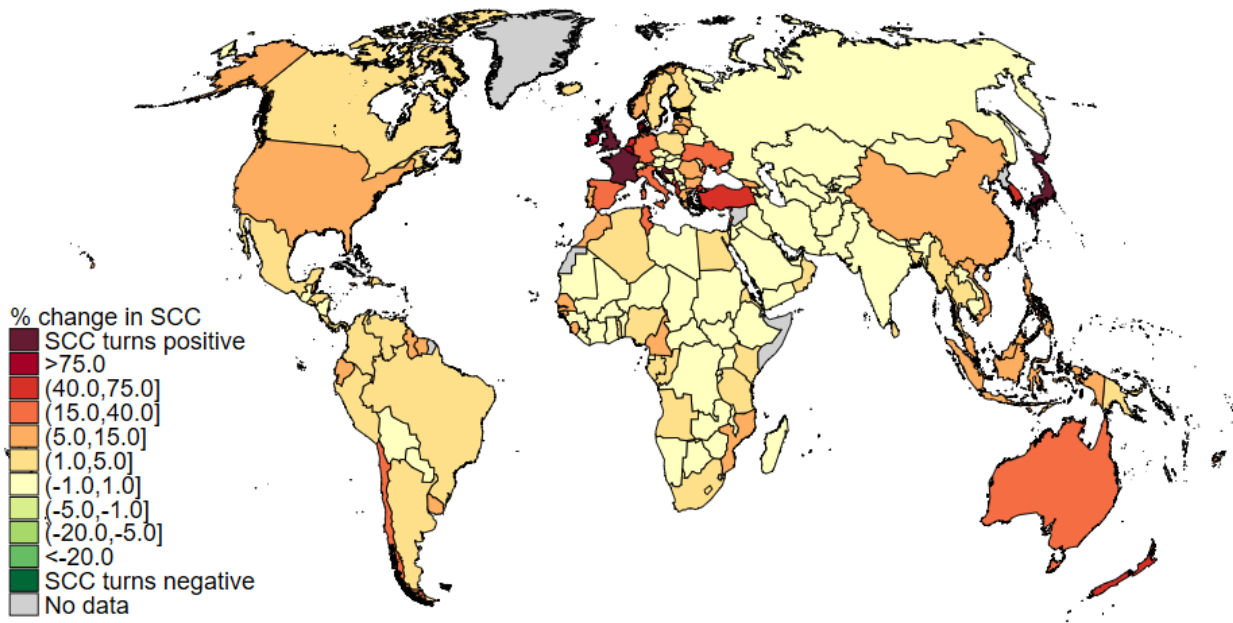 % change in SCC
SCC turns positive
>75.0
(40.0,75.0]
(15.0,40.0]
(5.0,15.0]
(1.0,5.0]
(-1.0,1.0]
(-5.0,-1.0]
(-20.0,-5.0]
<-20.0
SCC turns negative
No data